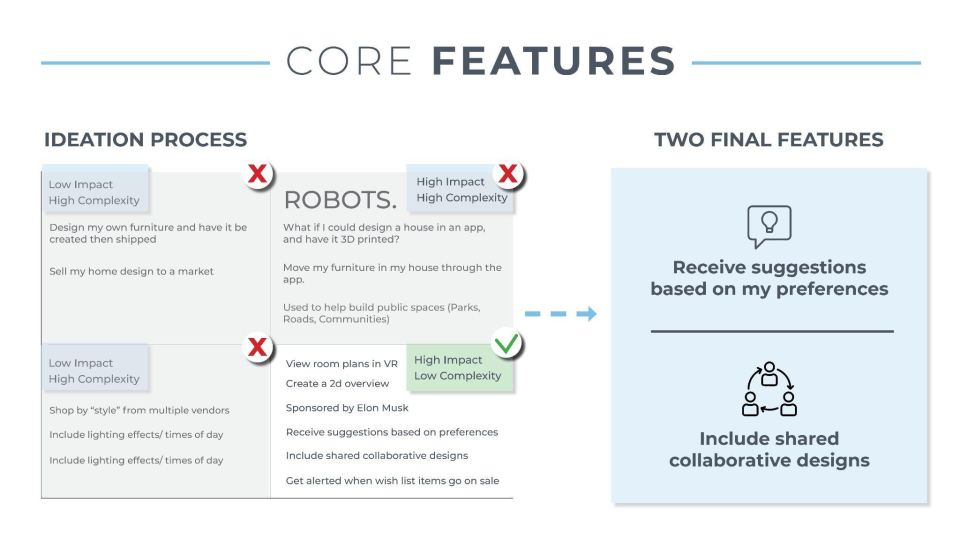 CORE FEATURES
IDEATION PROCESS
Low Impact
High Complexity
Design my own furniture and have it be
created then shipped
Sell my home design to a market
ROBOTS.
High Impact
High Complexity
What if I could design a house in an app,
and have it 3D printed?
Move my furniture in my house through the
app.
Used to help build public spaces (Parks,
Roads, Communities)
Low Impact
High Complexity
Shop by “style” from multiple vendors
Include lighting effects/ times of day
Include lighting effects/ times of day
High Impact
Low Complexity
View room plans in VR
Create a 2d overview
Sponsored by Elon Musk
Receive suggestions based on preferences
Include shared collaborative designs
Get alerted when wish list items go on sale
TWO FINAL FEATURES
Receive suggestions
based on my preferences
Include shared
collaborative designs